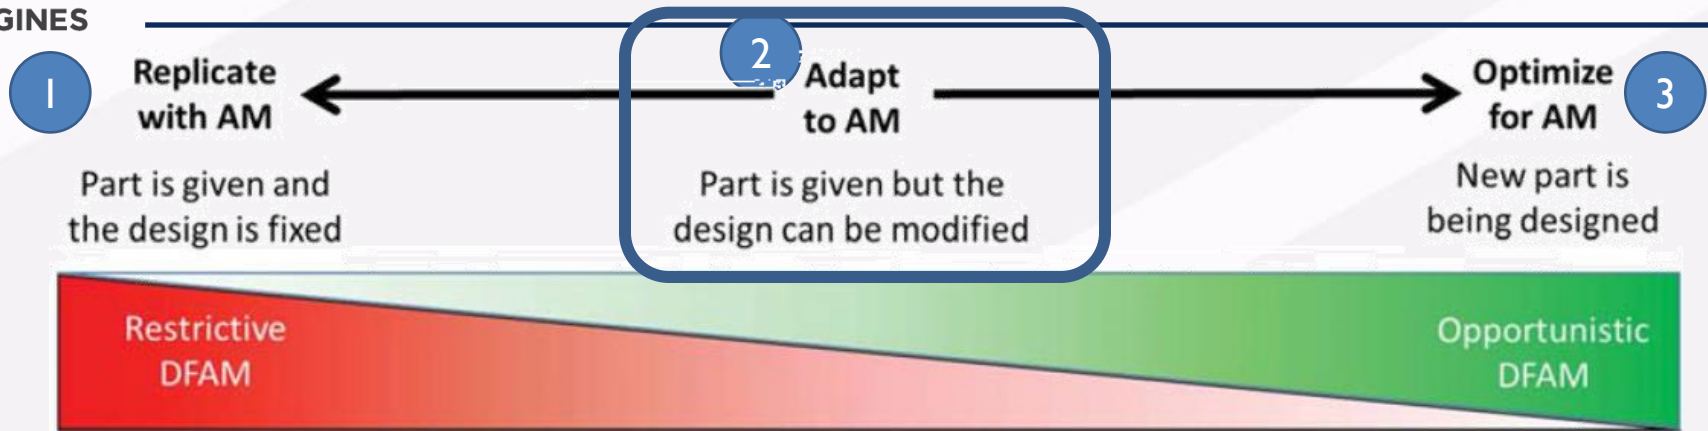 GINES
1
Replicate
with AM
Part is given and
the design is fixed
2
Adapt
to AM
Part is given but the
design can be modified
Optimize
for AM
3
New part is
being designed
Restrictive
DFAM
Opportunistic
DFAM